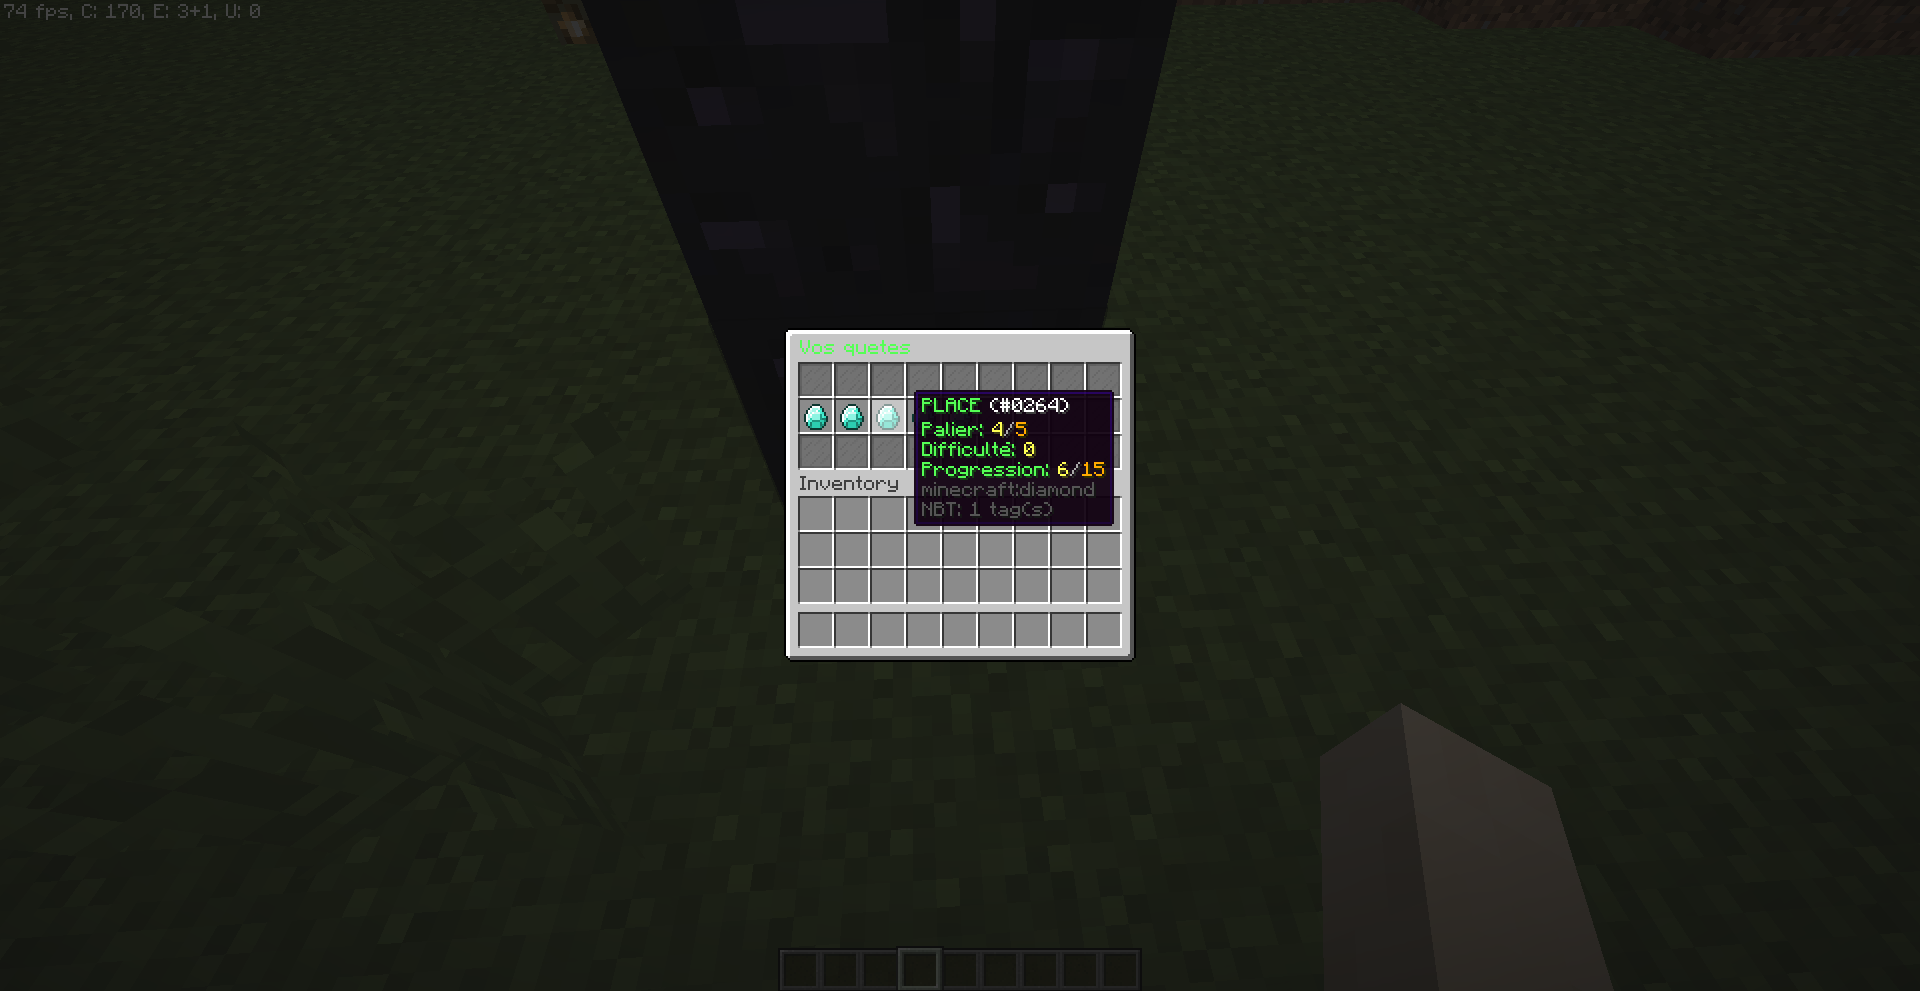 74 fps, C: 170, E: 3+1, U: 0
Vos quetes
PLACE (#0264)
Palier: 4/5
Difficulté: 0
Progression: 6/15
minecraft:diamond
NBT: 1 tag(s)
Inventory